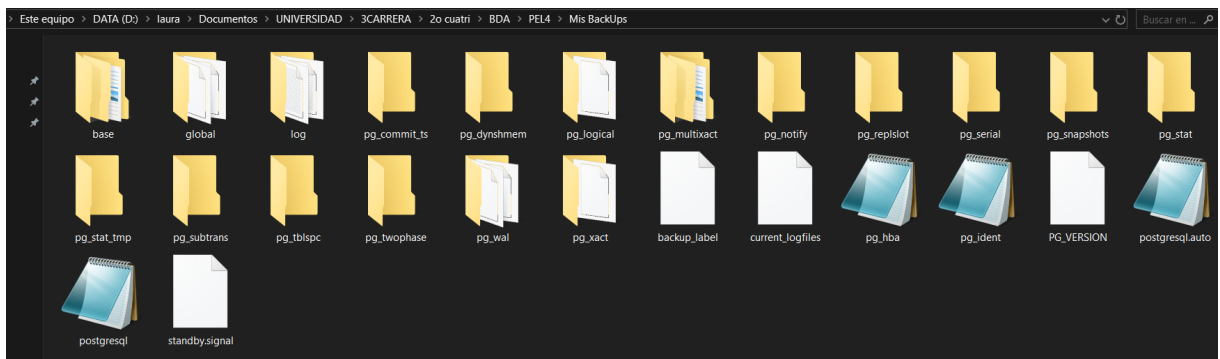 > Este equipo > DATA (D:) > laura > Documentos > UNIVERSIDAD > 3CARRERA > 2o cuatri > BDA > PEL4 > Mis BackUps
Buscar en ...
base global log pg_commit_ts pg_dynshmem pg_logical pg_multixact pg_notify pg_replslot pg_serial pg_snapshots pg_stat
pg_stat_tmp pg_subtrans pg_tblspc pg_twophase pg_wal pg_xact backup_label current_logfiles pg_hba pg_ident PG_VERSION postgresql.auto
postgresql standby.signal